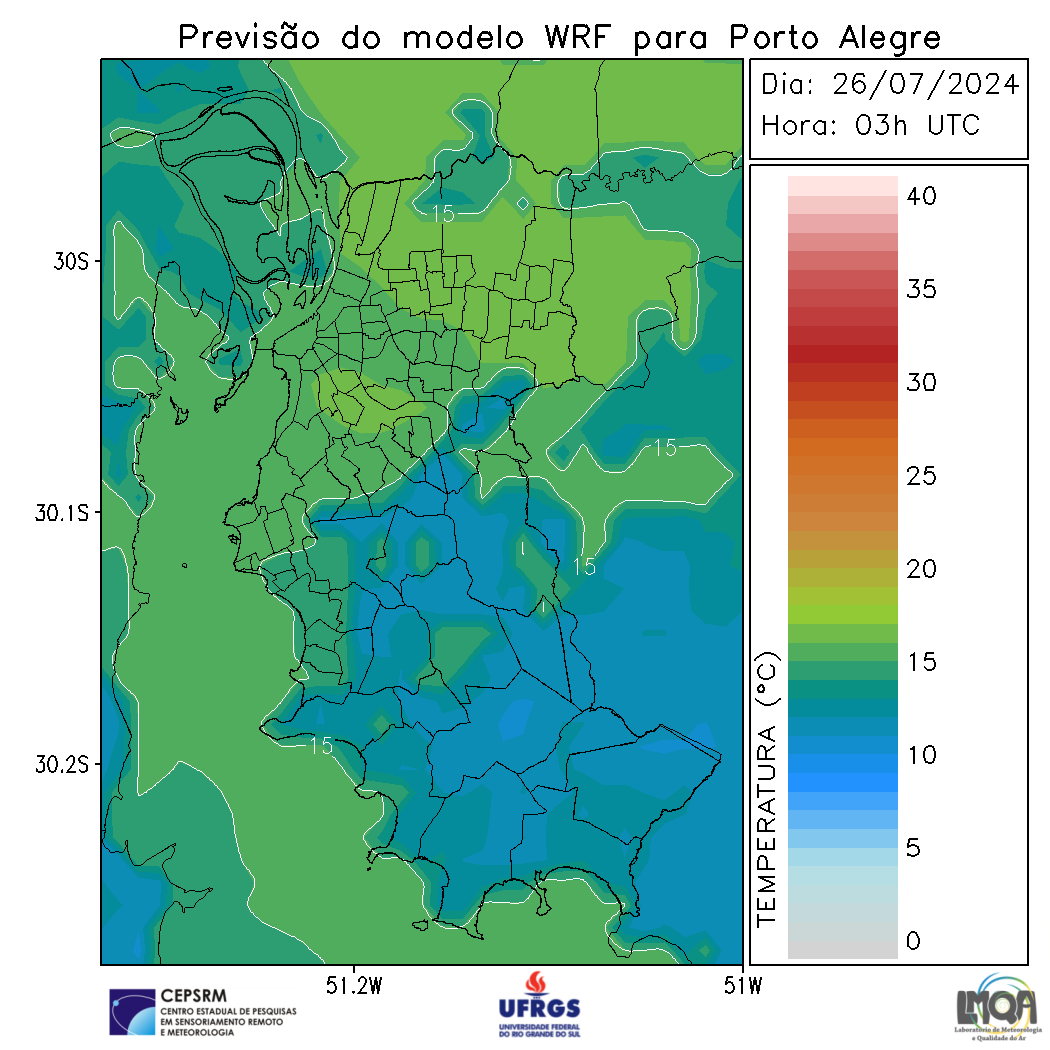 Previsão do modelo WRF para Porto Alegre
Dia: 26/07/2024
Hora: 03h UTC
40
35
30
25
20
15
10
5
0
TEMPERATURA (°C)
30S
30.1S
30.2S
51.2W
51W
15
15
15
15
CEPSRM
CENTRO ESTADUAL DE PESQUISAS
EM SENSORIAMENTO REMOTO
E METEOROLOGIA
UFRGS
UNIVERSIDADE FEDERAL
DO RIO GRANDE DO SUL
LMQA
Laboratório de Meteorologia
e Qualidade do Ar